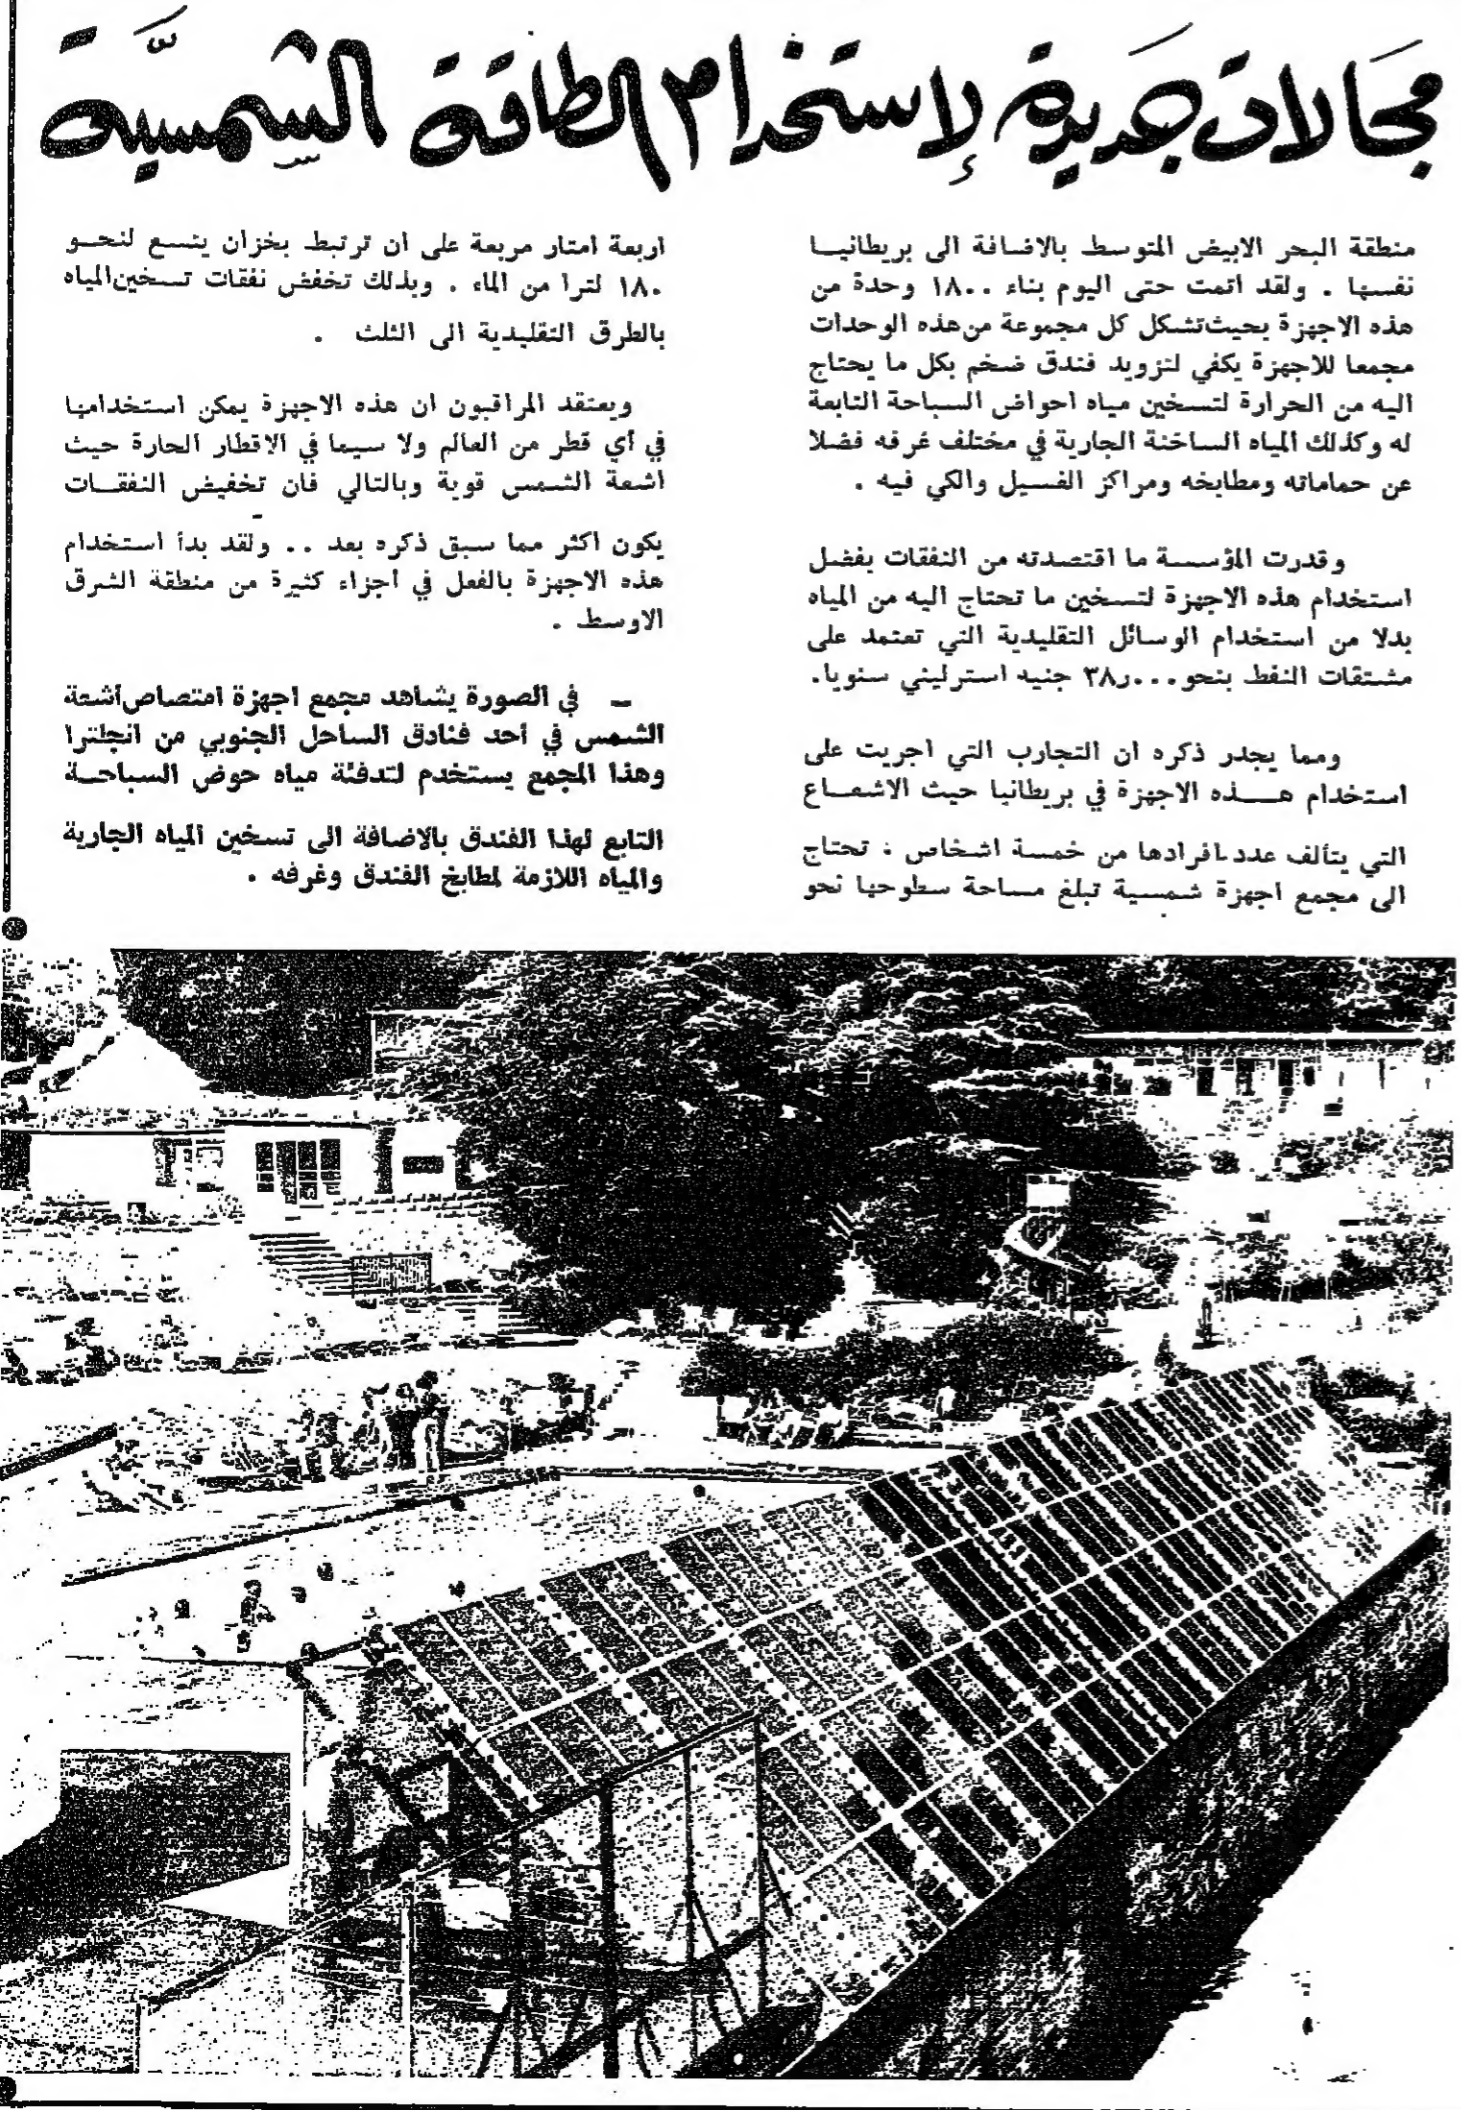 مجالات جديدة لإستخدام الطاقة الشمسيّة
منطقة البحر الابيض المتوسط بالاضافة الى بريطانيا
نفسها . ولقد اتمت حتى اليوم بناء ١٨٠٠ وحدة من
هذه الاجهزة بحيث تشكل كل مجموعة من هذه الوحدات
مجمعا للاجهزة يكفي لتزويد فندق ضخم بكل ما يحتاج
اليه من الحرارة لتسخين مياه احواض السباحة التابعة
له وكذلك المياه الساخنة الجارية في مختلف غرفه فضلا
عن حماماته ومطابخه ومراكز الغسيل والكي فيه .
وقدرت المؤسسة ما اقتصدته من النفقات بفضل
استخدام هذه الاجهزة لتسخين ما تحتاج اليه من المياه
بدلا من استخدام الوسائل التقليدية التي تعتمد على
مشتقات النفط بنحو ٣٨ر٠٠٠ جنيه استرليني سنويا.
ومما يجدر ذكره ان التجارب التي اجريت على
استخدام هذه الاجهزة في بريطانيا حيث الاشعاع
التي يتألف عدد افرادها من خمسة اشخاص ، تحتاج
الى مجمع اجهزة شمسية تبلغ مساحة سطوحها نحو
اربعة امتار مربعة على ان ترتبط بخزان يتسع لنحو
١٨٠ لترا من الماء . وبذلك تخفض نفقات تسخين المياه
بالطرق التقليدية الى الثلث .
ويعتقد المراقبون ان هذه الاجهزة يمكن استخدامها
في أي قطر من العالم ولا سيما في الاقطار الحارة حيث
اشعة الشمس قوية وبالتالي فان تخفيض النفقات
يكون اكثر مما سبق ذكره بعد .. ولقد بدأ استخدام
هذه الاجهزة بالفعل في اجزاء كثيرة من منطقة الشرق
الاوسط .
ـ في الصورة يشاهد مجمع اجهزة امتصاص اشعة
الشمس في أحد فنادق الساحل الجنوبي من انجلترا
وهذا المجمع يستخدم لتدفئة مياه حوض السباحة
التابع لهذا الفندق بالاضافة الى تسخين المياه الجارية
والمياه اللازمة لمطابخ الفندق وغرفه .